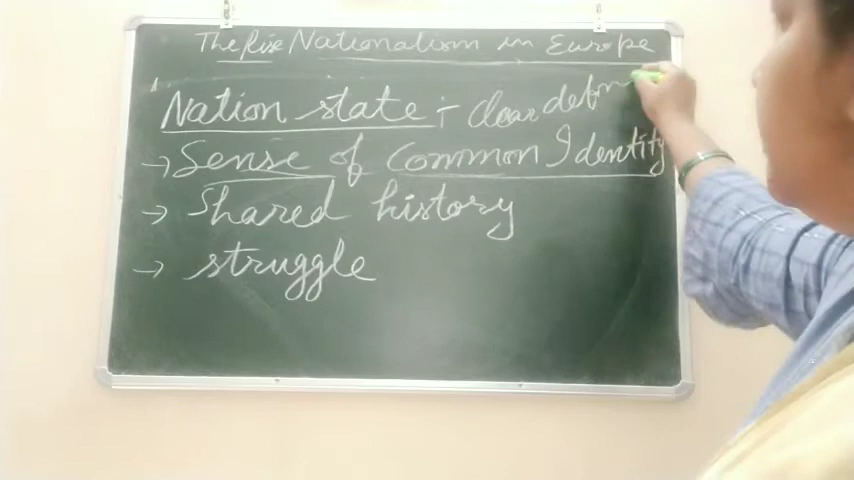 The Rise Nationalism in Europe
Nation state :- clear defin
→ Sense of Common Identity
→ Shared history
→ struggle